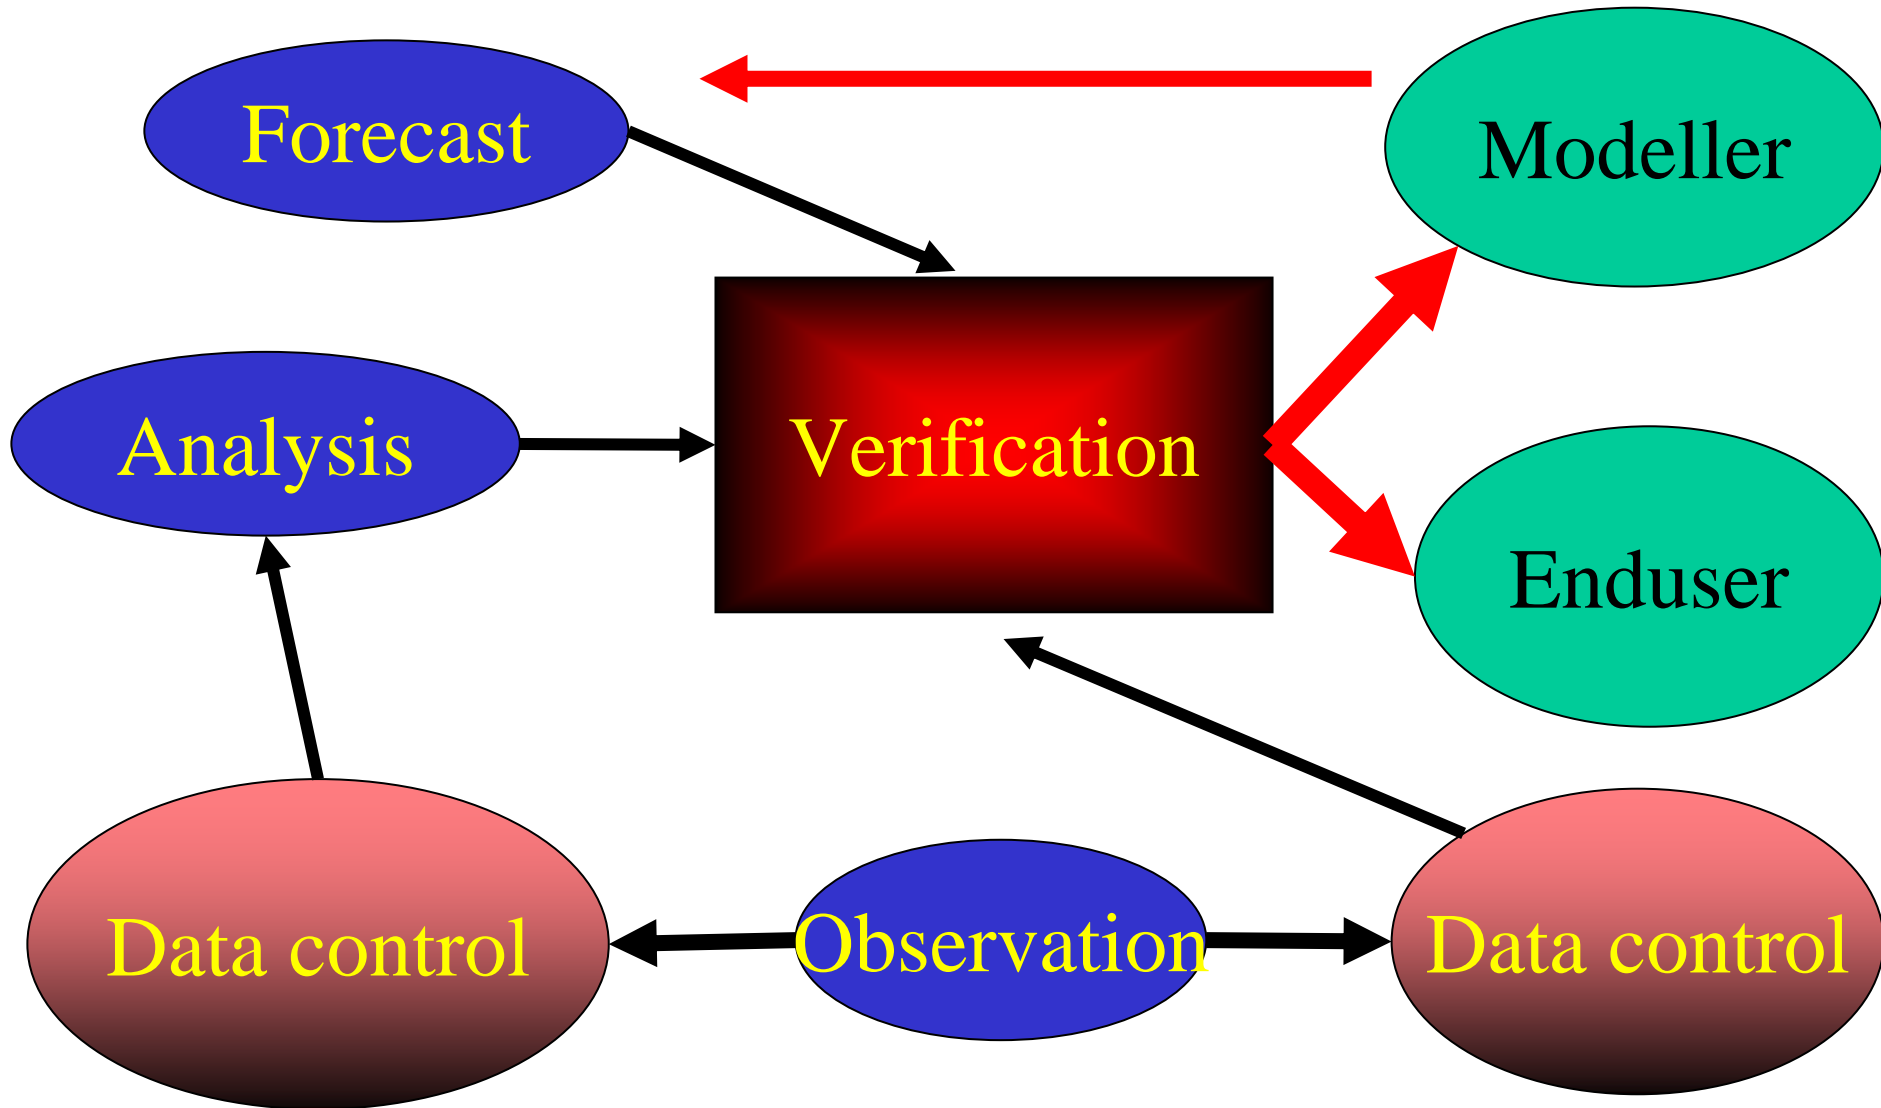 Forecast
Modeller
Analysis
Verification
Enduser
Data control
Observation
Data control